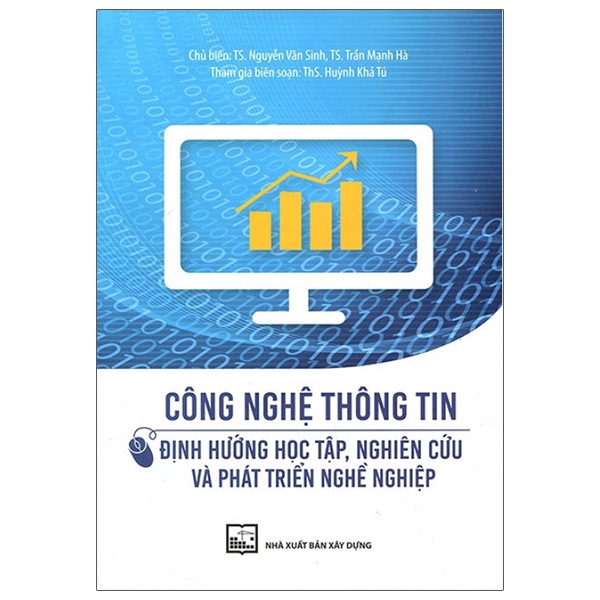 Chủ biên: TS. Nguyễn Văn Sinh, TS. Trần Mạnh Hà
Tham gia biên soạn: ThS. Huỳnh Khả Tú
CÔNG NGHỆ THÔNG TIN
ĐỊNH HƯỚNG HỌC TẬP, NGHIÊN CỨU
VÀ PHÁT TRIỂN NGHỀ NGHIỆP
NHÀ XUẤT BẢN XÂY DỰNG